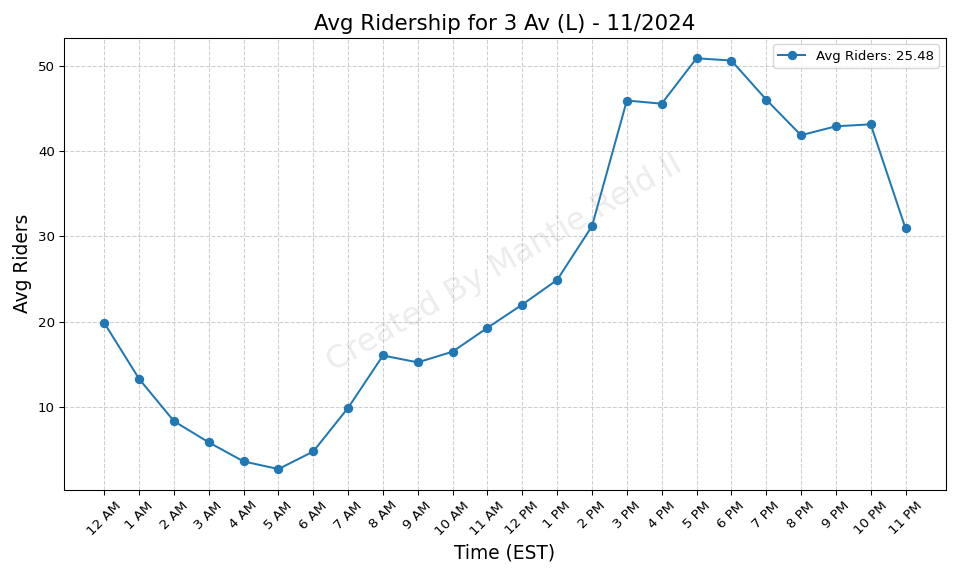 Avg Ridership for 3 Av (L) - 11/2024
Avg Riders: 25.48
50
40
30
20
10
Avg Riders
Created By Mantie Reid II
12 AM
1 AM
2 AM
3 AM
4 AM
5 AM
6 AM
7 AM
8 AM
9 AM
10 AM
11 AM
12 PM
1 PM
2 PM
3 PM
4 PM
5 PM
6 PM
7 PM
8 PM
9 PM
10 PM
11 PM
Time (EST)